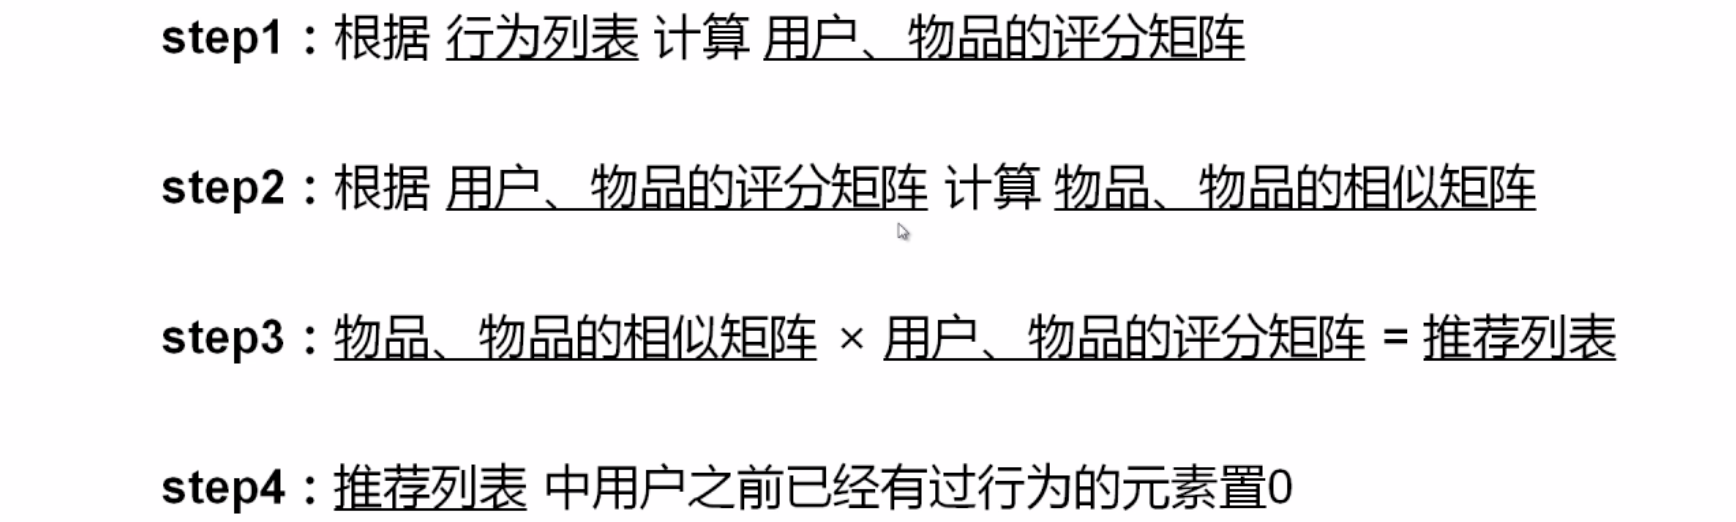 step1：根据 行为列表 计算 用户、物品的评分矩阵
step2：根据 用户、物品的评分矩阵 计算 物品、物品的相似矩阵
step3：物品、物品的相似矩阵 × 用户、物品的评分矩阵 = 推荐列表
step4：推荐列表 中用户之前已经有过行为的元素置0